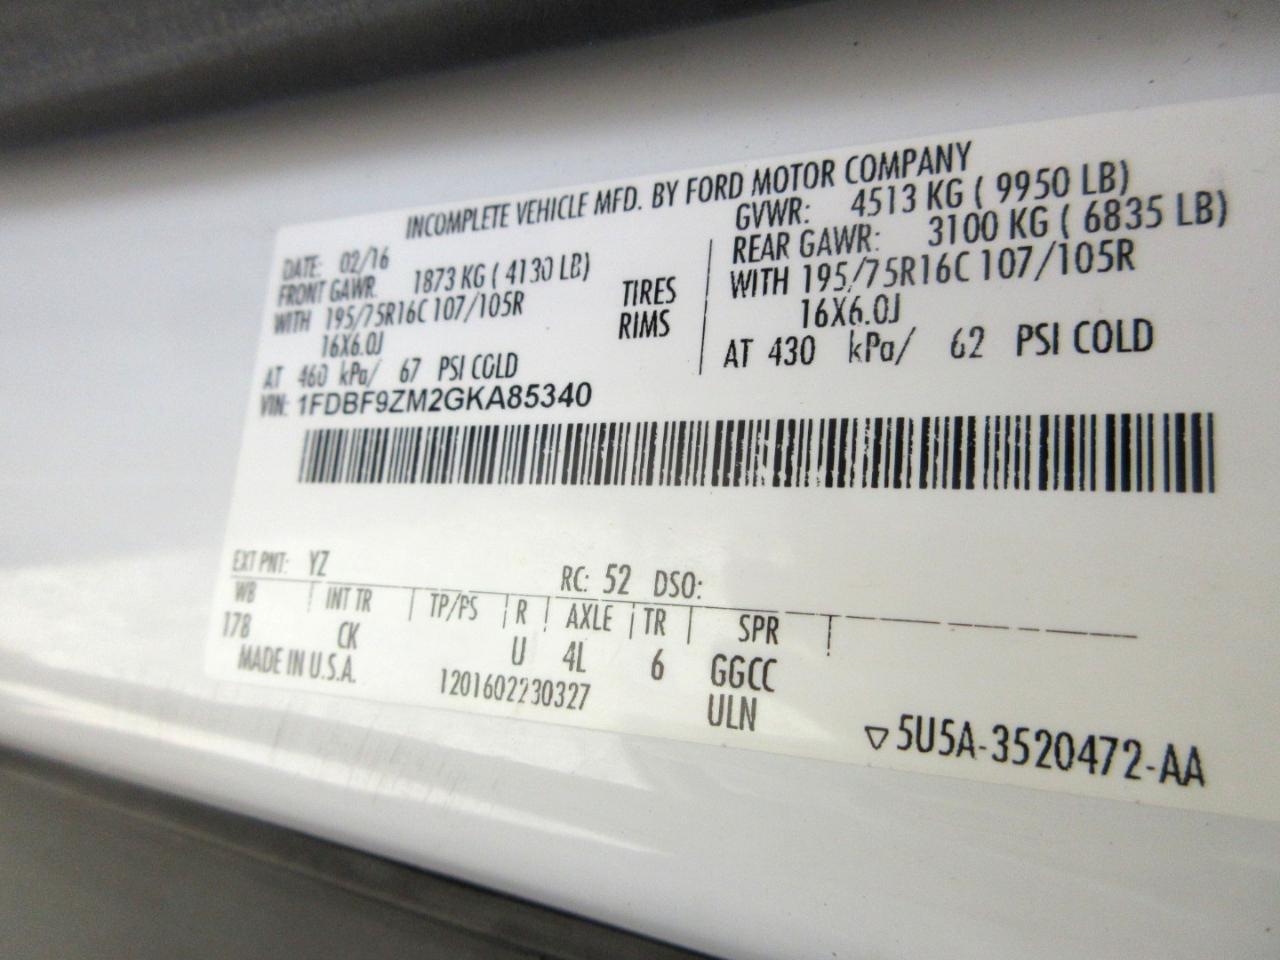 INCOMPLETE VEHICLE MFD. BY FORD MOTOR COMPANY
DATE: 02/16
GVWR: 4513 KG ( 9950 LB)
FRONT GAWR: 1873 KG ( 4130 LB)
REAR GAWR: 3100 KG ( 6835 LB)
WITH 195/75R16C 107/105R
TIRES
WITH 195/75R16C 107/105R
16X6.0J
RIMS
16X6.0J
AT 460 kPa/ 67 PSI COLD
AT 430 kPa/ 62 PSI COLD
VIN: 1FDBF9ZM2GKA85340
EXT PNT: YZ
RC: 52 DSO:
WB INT TR TP/PS R AXLE TR SPR
178 CK U 4L 6 GGCC
MADE IN U.S.A.
1201602230327
ULN
5U5A-3520472-AA